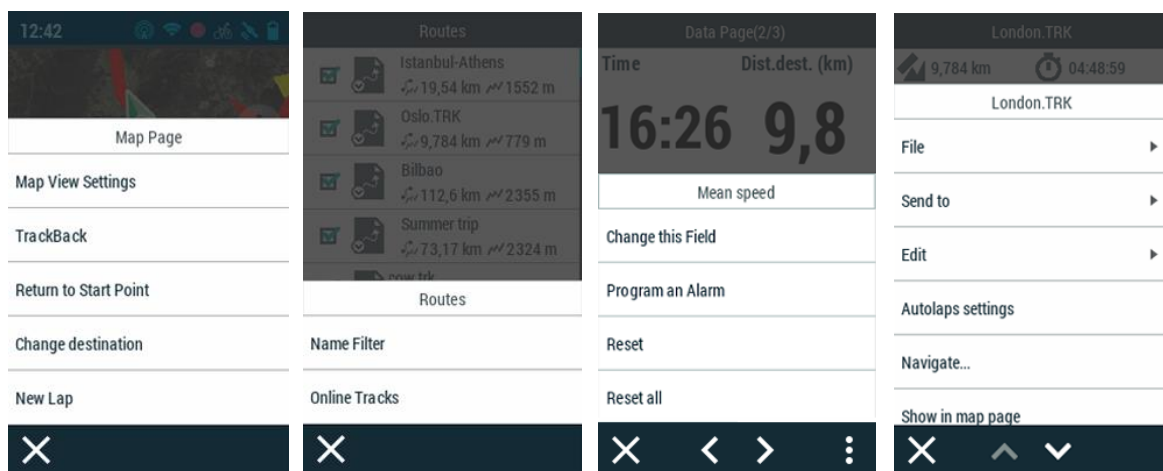 12:42
Map Page
Map View Settings
TrackBack
Return to Start Point
Change destination
New Lap
Routes
Istanbul-Athens
19,54 km 1552 m
Oslo.TRK
9,784 km 779 m
Bilbao
112,6 km 2355 m
Summer trip
73,17 km 2324 m
cow.trk
Routes
Name Filter
Online Tracks
Data Page(2/3)
Time Dist.dest. (km)
16:26 9,8
Mean speed
Change this Field
Program an Alarm
Reset
Reset all
London.TRK
9,784 km 04:48:59
London.TRK
File
Send to
Edit
Autolaps settings
Navigate...
Show in map page